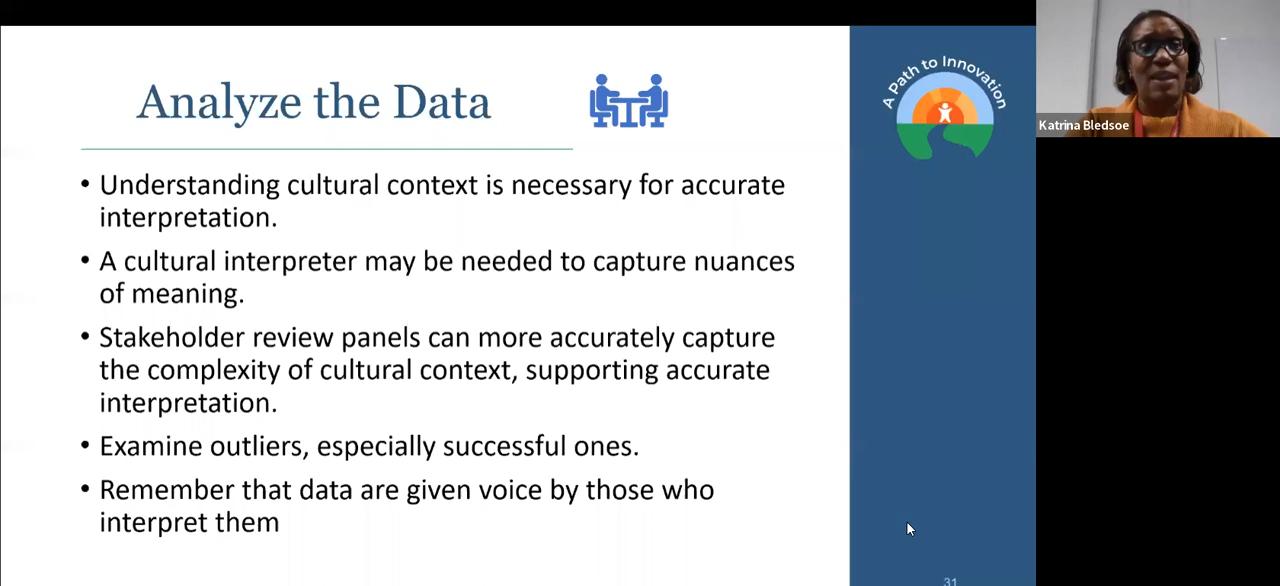 Analyze the Data
• Understanding cultural context is necessary for accurate
interpretation.
• A cultural interpreter may be needed to capture nuances
of meaning.
• Stakeholder review panels can more accurately capture
the complexity of cultural context, supporting accurate
interpretation.
• Examine outliers, especially successful ones.
• Remember that data are given voice by those who
interpret them
A Path to Innovation
31
Katrina Bledsoe